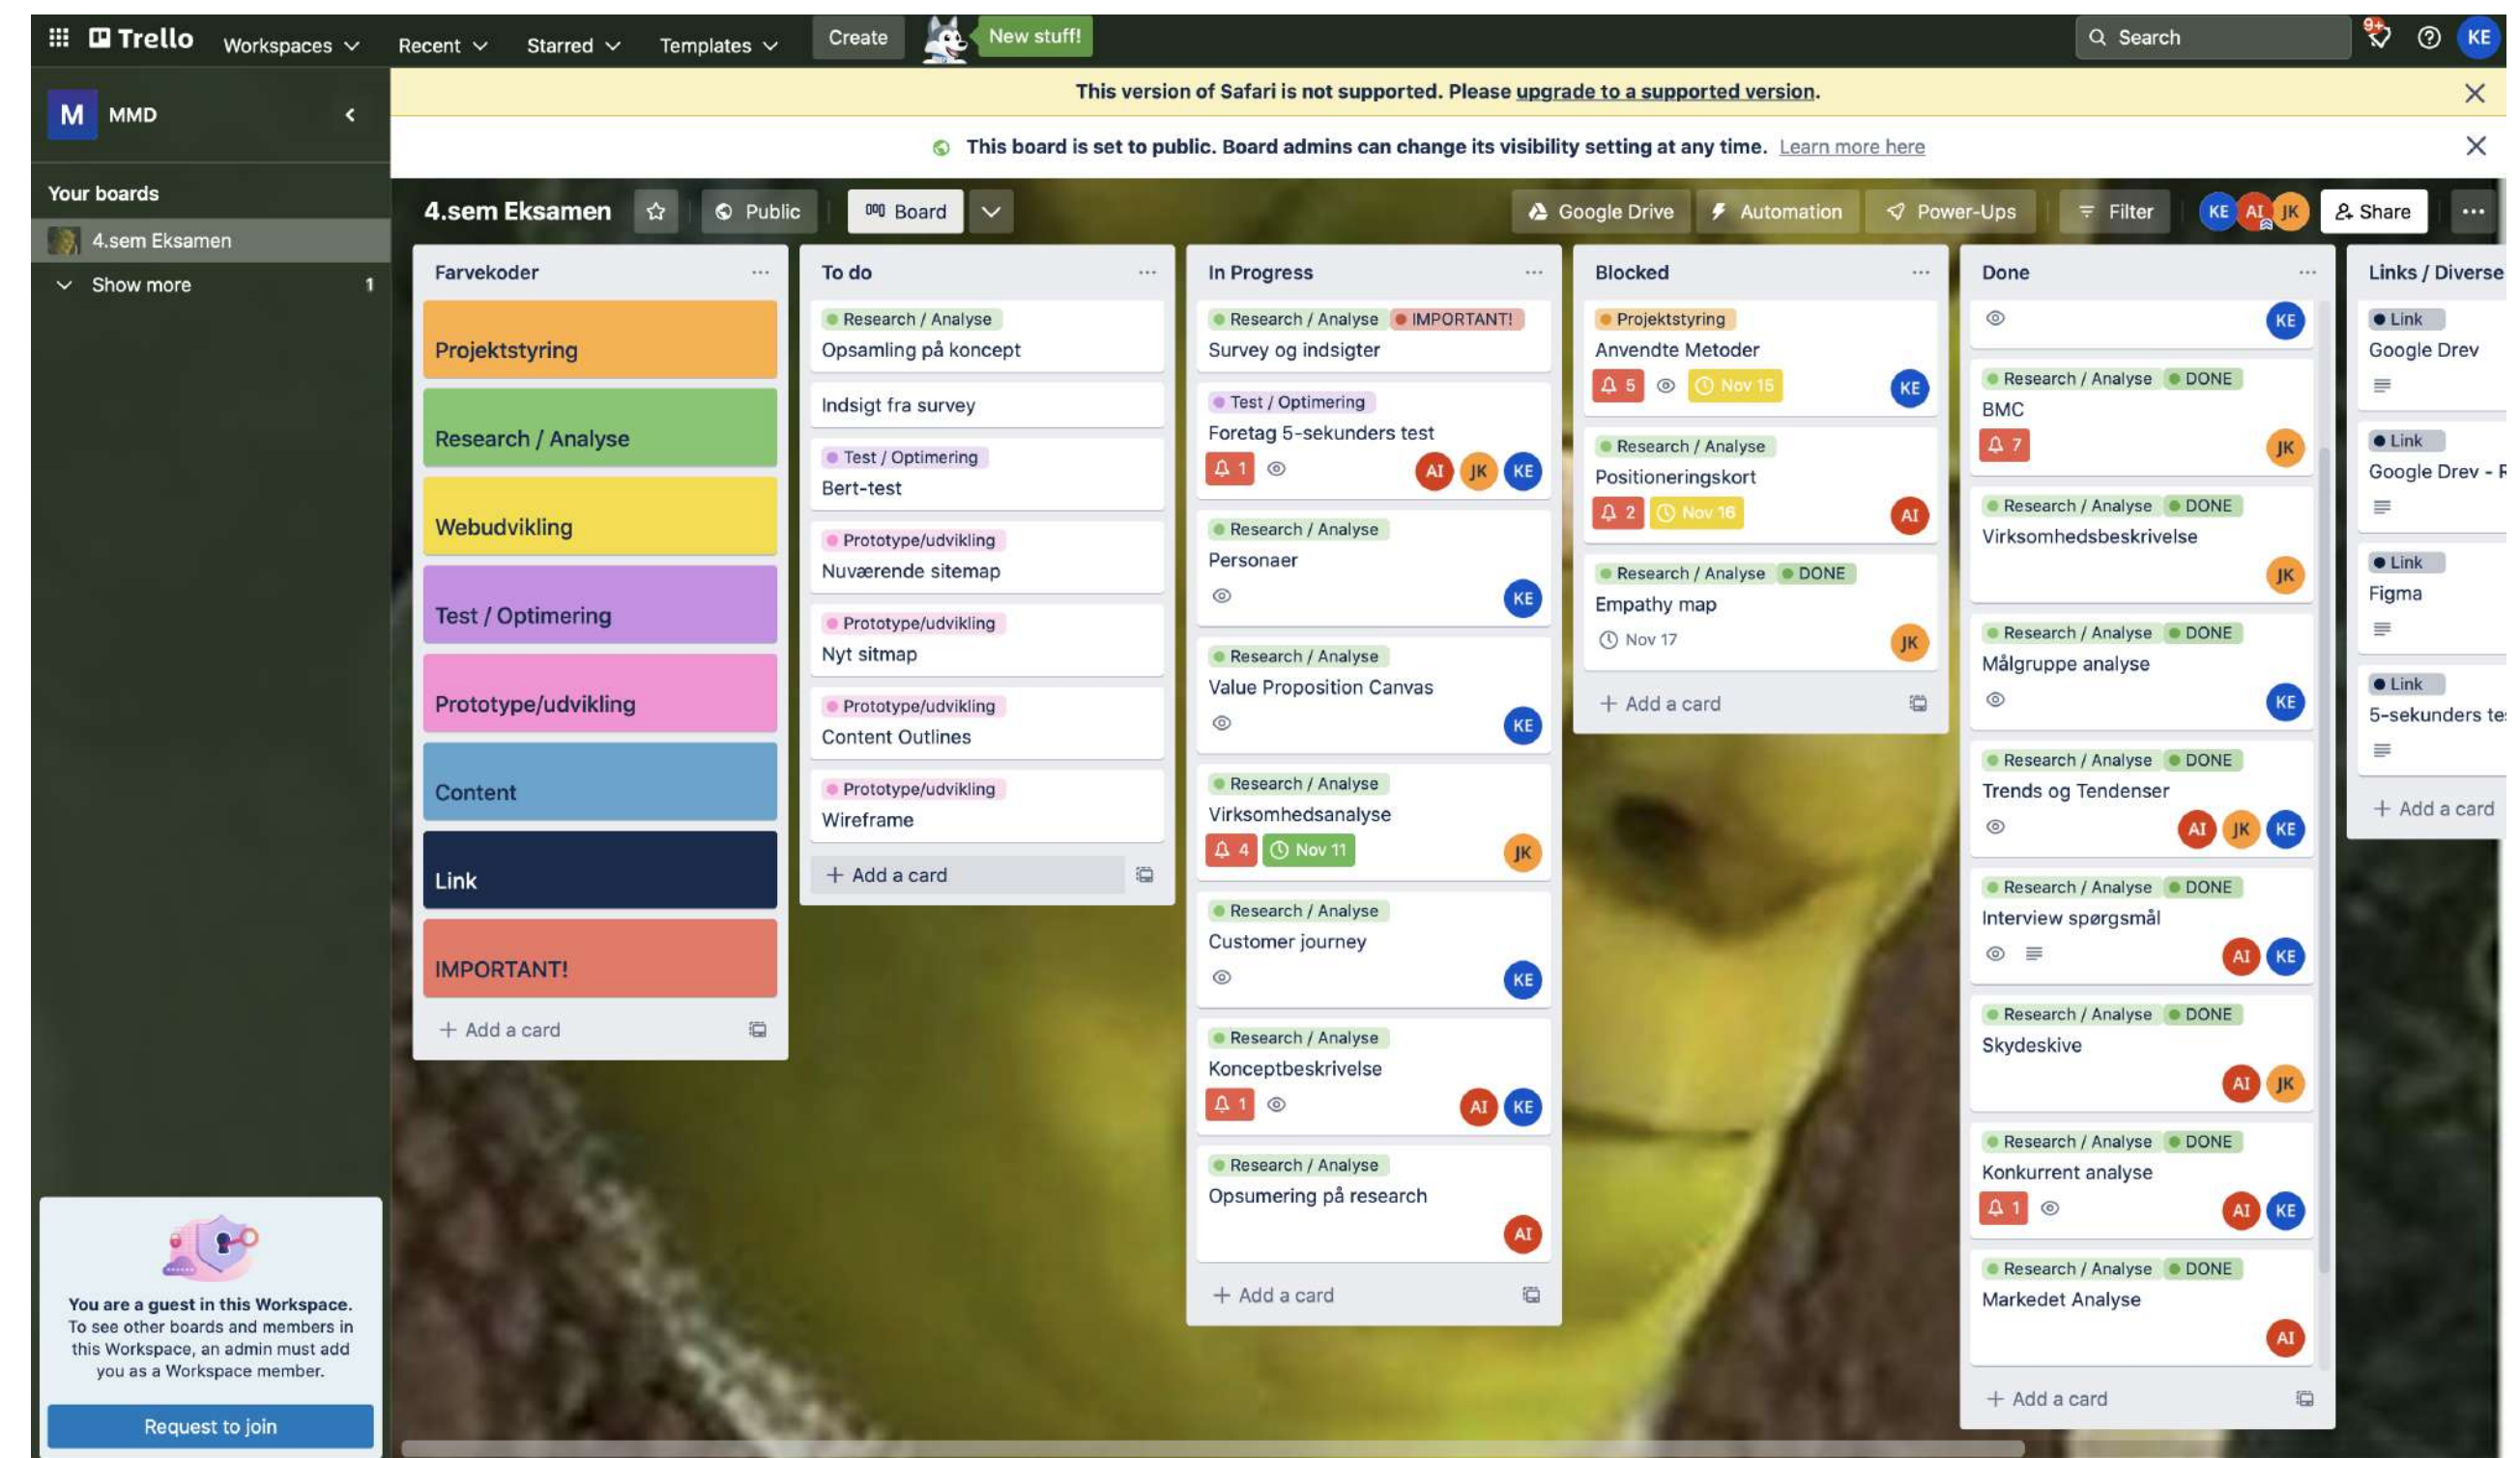 Trello
Workspaces
Recent
Starred
Templates
Create
New stuff!
Search
9+
KE
M
MMD
This version of Safari is not supported. Please upgrade to a supported version.
This board is set to public. Board admins can change its visibility setting at any time. Learn more here
Your boards
4.sem Eksamen
Show more
1
4.sem Eksamen
Public
Board
Google Drive
Automation
Power-Ups
Filter
KE AI JK
Share
Farvekoder
Projektstyring
Research / Analyse
Webudvikling
Test / Optimering
Prototype/udvikling
Content
Link
IMPORTANT!
+ Add a card
To do
Research / Analyse
Opsamling på koncept
Indsigt fra survey
Test / Optimering
Bert-test
Prototype/udvikling
Nuværende sitemap
Prototype/udvikling
Nyt sitmap
Prototype/udvikling
Content Outlines
Prototype/udvikling
Wireframe
+ Add a card
In Progress
Research / Analyse IMPORTANT!
Survey og indsigter
Test / Optimering
Foretag 5-sekunders test
1 AI JK KE
Research / Analyse
Personaer
KE
Research / Analyse
Value Proposition Canvas
KE
Research / Analyse
Virksomhedsanalyse
4 Nov 11 JK
Research / Analyse
Customer journey
KE
Research / Analyse
Konceptbeskrivelse
1 AI KE
Research / Analyse
Opsumering på research
AI
+ Add a card
Blocked
Projektstyring
Anvendte Metoder
5 Nov 15 KE
Research / Analyse
Positioneringskort
2 Nov 16 AI
Research / Analyse DONE
Empathy map
Nov 17 JK
+ Add a card
Done
KE
Research / Analyse DONE
BMC
7 JK
Research / Analyse DONE
Virksomhedsbeskrivelse
JK
Research / Analyse DONE
Målgruppe analyse
KE
Research / Analyse DONE
Trends og Tendenser
AI JK KE
Research / Analyse DONE
Interview spørgsmål
AI KE
Research / Analyse DONE
Skydeskive
AI JK
Research / Analyse DONE
Konkurrent analyse
1 AI KE
Research / Analyse DONE
Markedet Analyse
AI
+ Add a card
Links / Diverse
Link
Google Drev
Link
Google Drev -
Link
Figma
Link
5-sekunders
+ Add a card
You are a guest in this Workspace.
To see other boards and members in
this Workspace, an admin must add
you as a Workspace member.
Request to join